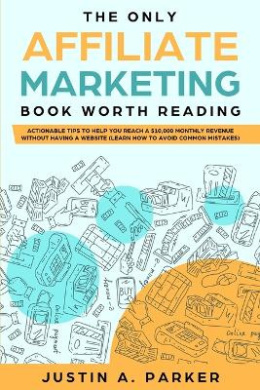 THE ONLY
AFFILIATE
MARKETING
BOOK WORTH READING
ACTIONABLE TIPS TO HELP YOU REACH A $10.000 MONTHLY REVENUE
WITHOUT HAVING A WEBSITE (LEARN HOW TO AVOID COMMON MISTAKES)
JUSTIN A. PARKER